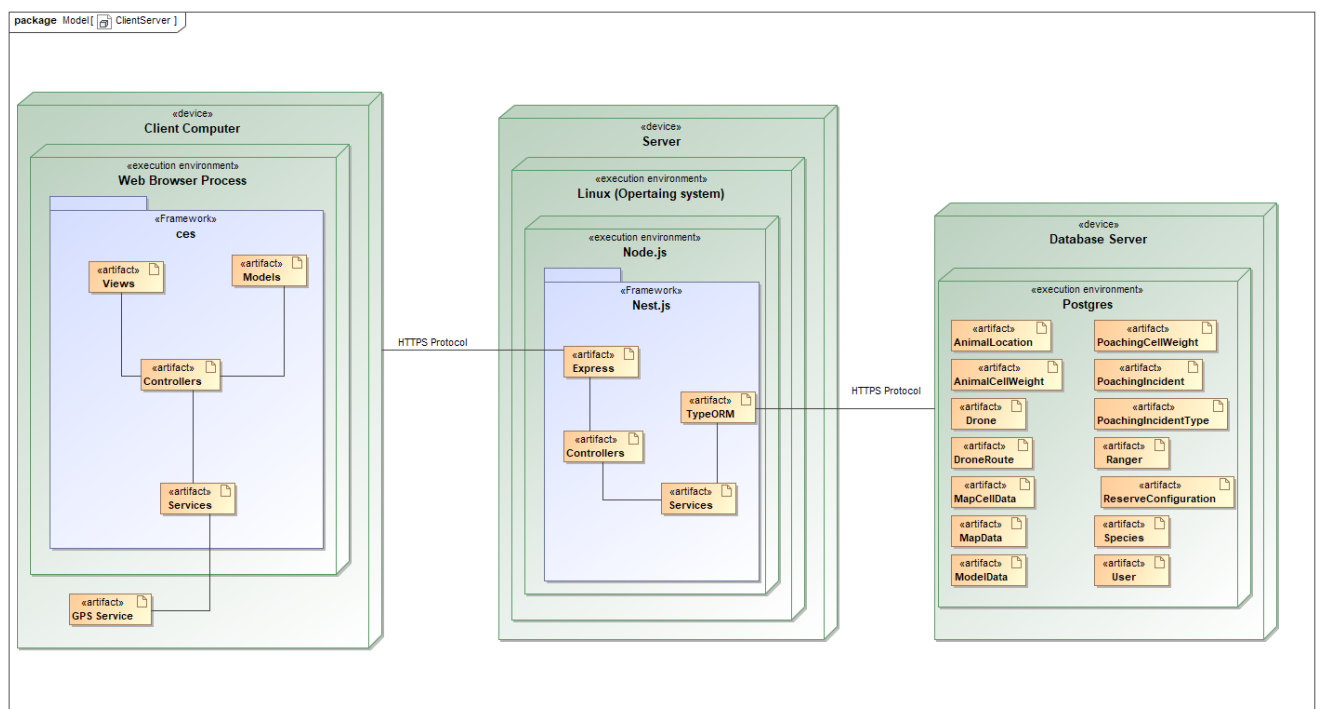 package Model [ ClientServer ]
«device»
Client Computer
«execution environment»
Web Browser Process
«Framework»
ces
«artifact»
Views
«artifact»
Models
«artifact»
Controllers
«artifact»
Services
«artifact»
GPS Service
HTTPS Protocol
«device»
Server
«execution environment»
Linux (Opertaing system)
«execution environment»
Node.js
«Framework»
Nest.js
«artifact»
Express
«artifact»
TypeORM
«artifact»
Controllers
«artifact»
Services
HTTPS Protocol
«device»
Database Server
«execution environment»
Postgres
«artifact»
AnimalLocation
«artifact»
PoachingCellWeight
«artifact»
AnimalCellWeight
«artifact»
PoachingIncident
«artifact»
Drone
«artifact»
PoachingIncidentType
«artifact»
DroneRoute
«artifact»
Ranger
«artifact»
MapCellData
«artifact»
ReserveConfiguration
«artifact»
MapData
«artifact»
Species
«artifact»
ModelData
«artifact»
User